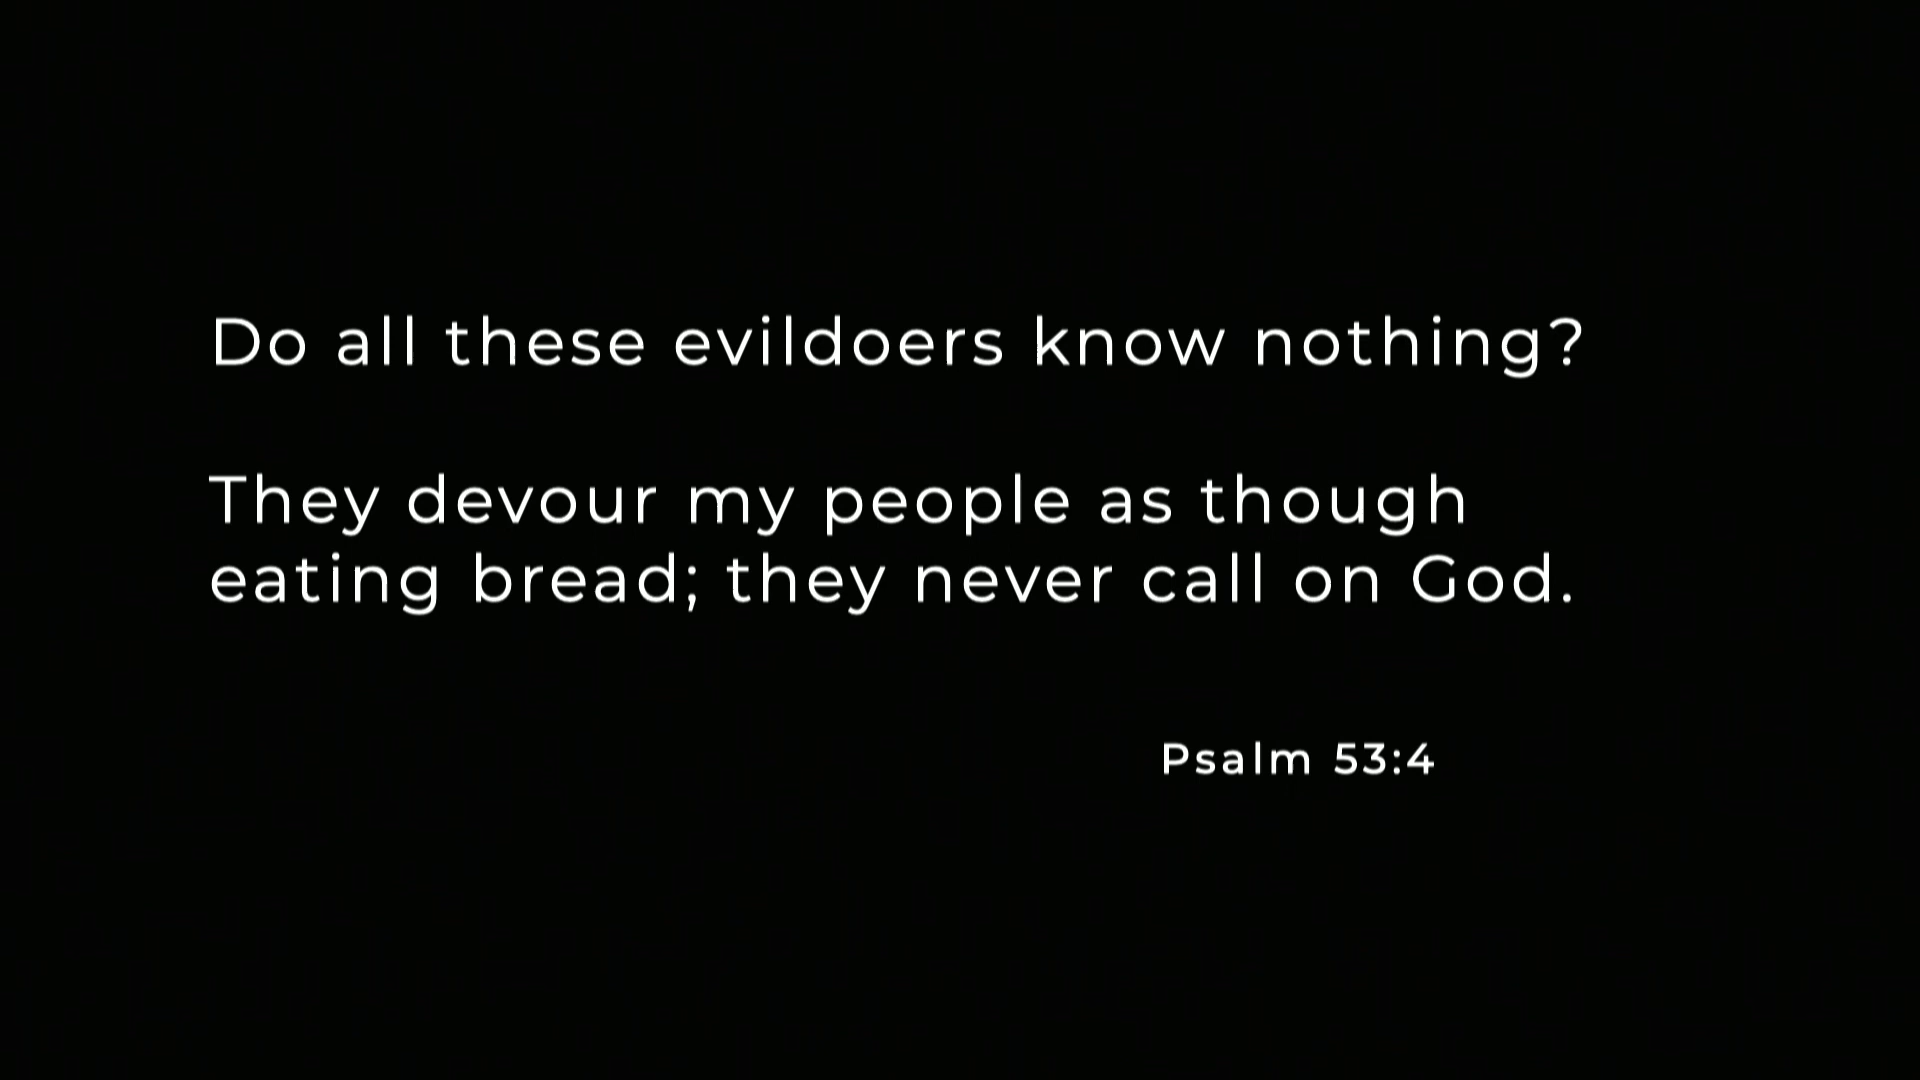 Do all these evildoers know nothing?
They devour my people as though
eating bread; they never call on God.
Psalm 53:4